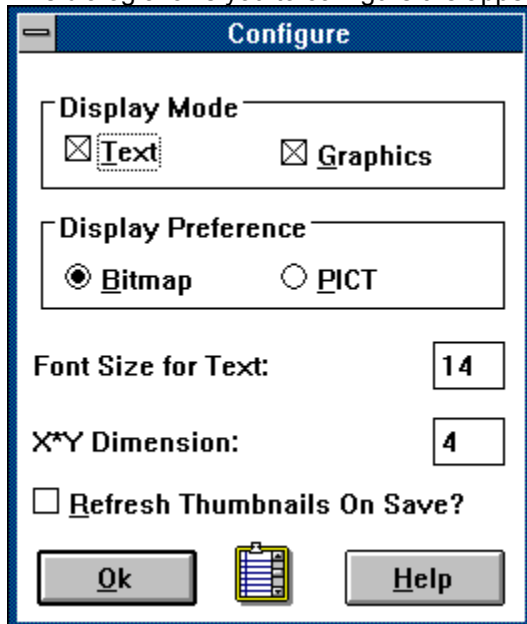 Configure
Display Mode
Text Graphics
Display Preference
Bitmap PICT
Font Size for Text: 14
X*Y Dimension: 4
Refresh Thumbnails On Save?
Ok Help